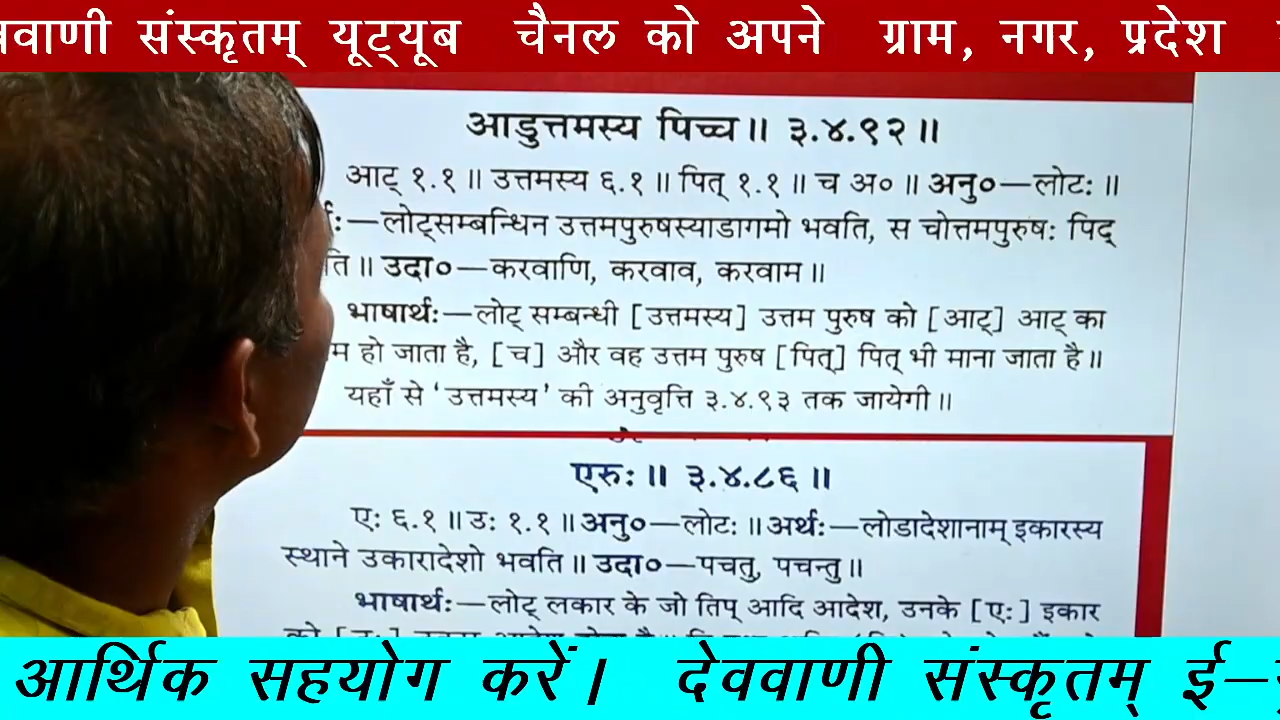 संस्कृतम् यूट्यूब चैनल को अपने ग्राम, नगर, प्रदेश
आडुत्तमस्य पिच्च॥ ३.४.९२॥
आट् १.१॥ उत्तमस्य ६.१॥ पित् १.१॥ च अ०॥ अनु०—लोटः॥
—लोट्सम्बन्धिन उत्तमपुरुषस्याडागमो भवति, स चोत्तमपुरुषः पिद्
उदा०—करवाणि, करवाव, करवाम॥
भाषार्थः—लोट् सम्बन्धी [उत्तमस्य] उत्तम पुरुष को [आट्] आट् का
हो जाता है, [च] और वह उत्तम पुरुष [पित्] पित् भी माना जाता है॥
यहाँ से 'उत्तमस्य' की अनुवृत्ति ३.४.९३ तक जायेगी॥
एरुः॥ ३.४.८६॥
एः ६.१॥ उः १.१॥ अनु०—लोटः॥ अर्थः—लोडादेशानाम् इकारस्य
स्थाने उकारादेशो भवति॥ उदा०—पचतु, पचन्तु॥
भाषार्थः—लोट् लकार के जो तिप् आदि आदेश, उनके [एः] इकार
आर्थिक सहयोग करें। देववाणी संस्कृतम्